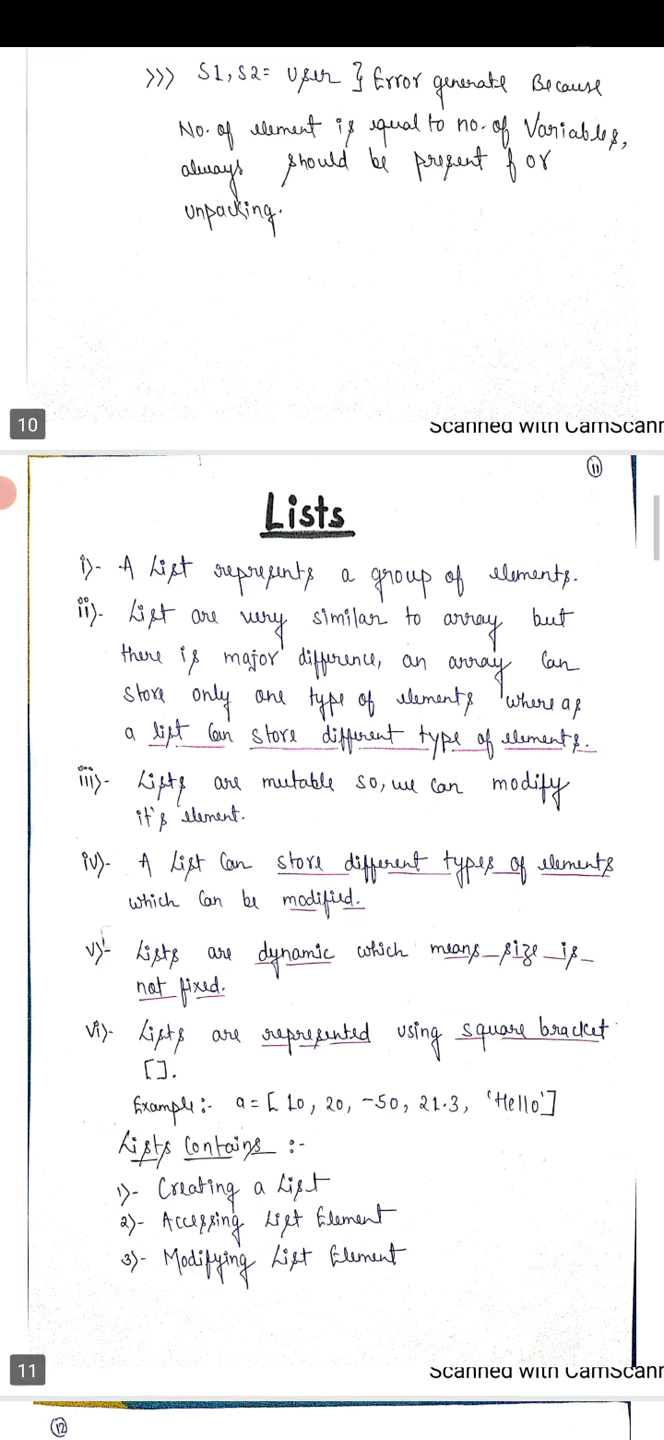 >>> S1, S2 = User } Error generate Because
No. of element is equal to no. of Variables,
always should be present for
unpacking.
10
Scanned with CamScanr
11
Lists
i)- A List represents a group of elements.
ii)- List are very similar to array but
there is major difference, an array Can
Store only one type of elements where as
a list Can store different type of elements.
iii)- Lists are mutable so, we can modify
it's element.
iv)- A List Can store different types of elements
which Can be modified.
v)- Lists are dynamic which means size is
not fixed.
vi)- Lists are represented using square bracket
[].
Example:- a = [10, 20, -50, 21.3, 'Hello']
Lists Contains :-
1)- Creating a List
2)- Accessing List Element
3)- Modifying List Element
11
Scanned with CamScanr
12